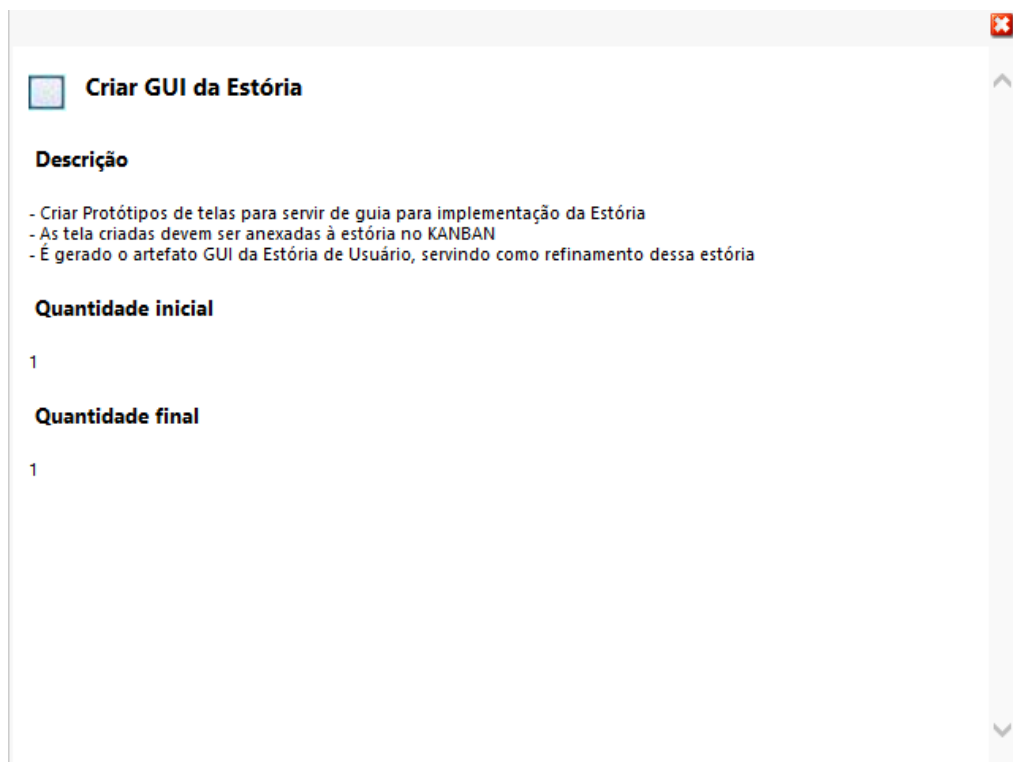 Criar GUI da Estória
Descrição
- Criar Protótipos de telas para servir de guia para implementação da Estória
- As tela criadas devem ser anexadas à estória no KANBAN
- É gerado o artefato GUI da Estória de Usuário, servindo como refinamento dessa estória
Quantidade inicial
1
Quantidade final
1